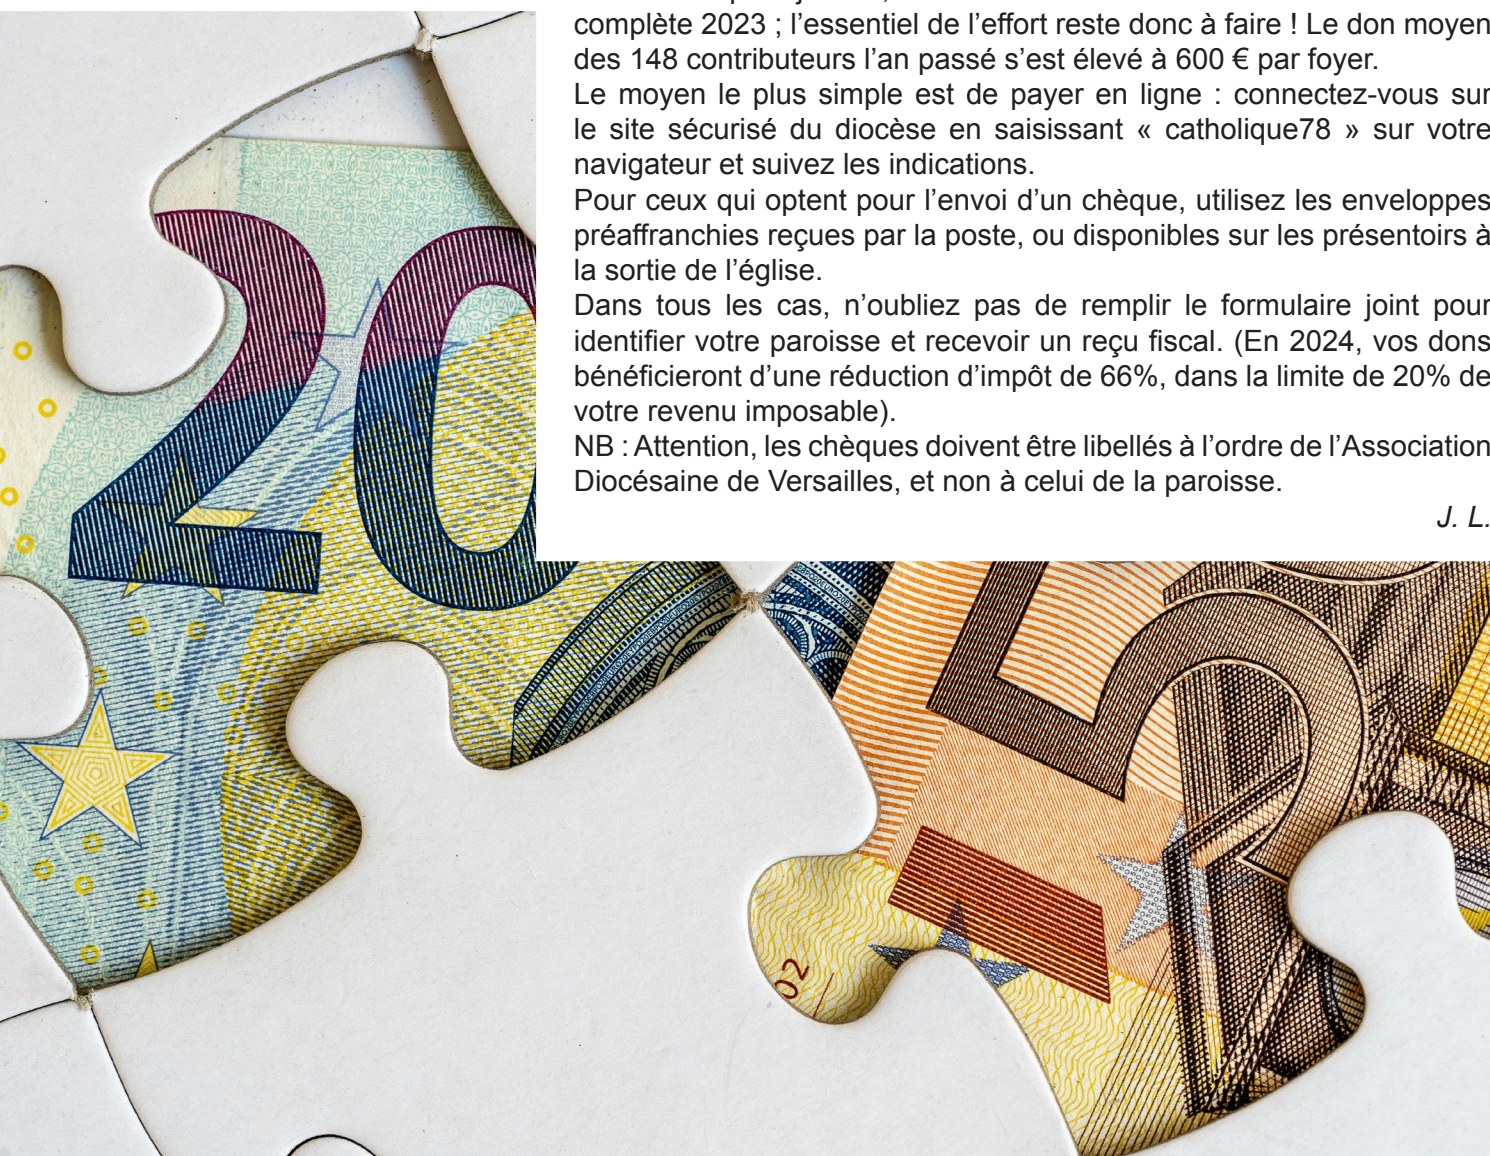 complète 2023 ; l’essentiel de l’effort reste donc à faire ! Le don moyen
des 148 contributeurs l’an passé s’est élevé à 600 € par foyer.
Le moyen le plus simple est de payer en ligne : connectez-vous sur
le site sécurisé du diocèse en saisissant « catholique78 » sur votre
navigateur et suivez les indications.
Pour ceux qui optent pour l’envoi d’un chèque, utilisez les enveloppes
préaffranchies reçues par la poste, ou disponibles sur les présentoirs à
la sortie de l’église.
Dans tous les cas, n’oubliez pas de remplir le formulaire joint pour
identifier votre paroisse et recevoir un reçu fiscal. (En 2024, vos dons
bénéficieront d’une réduction d’impôt de 66%, dans la limite de 20% de
votre revenu imposable).
NB : Attention, les chèques doivent être libellés à l’ordre de l’Association
Diocésaine de Versailles, et non à celui de la paroisse.
J. L.
20
5
02